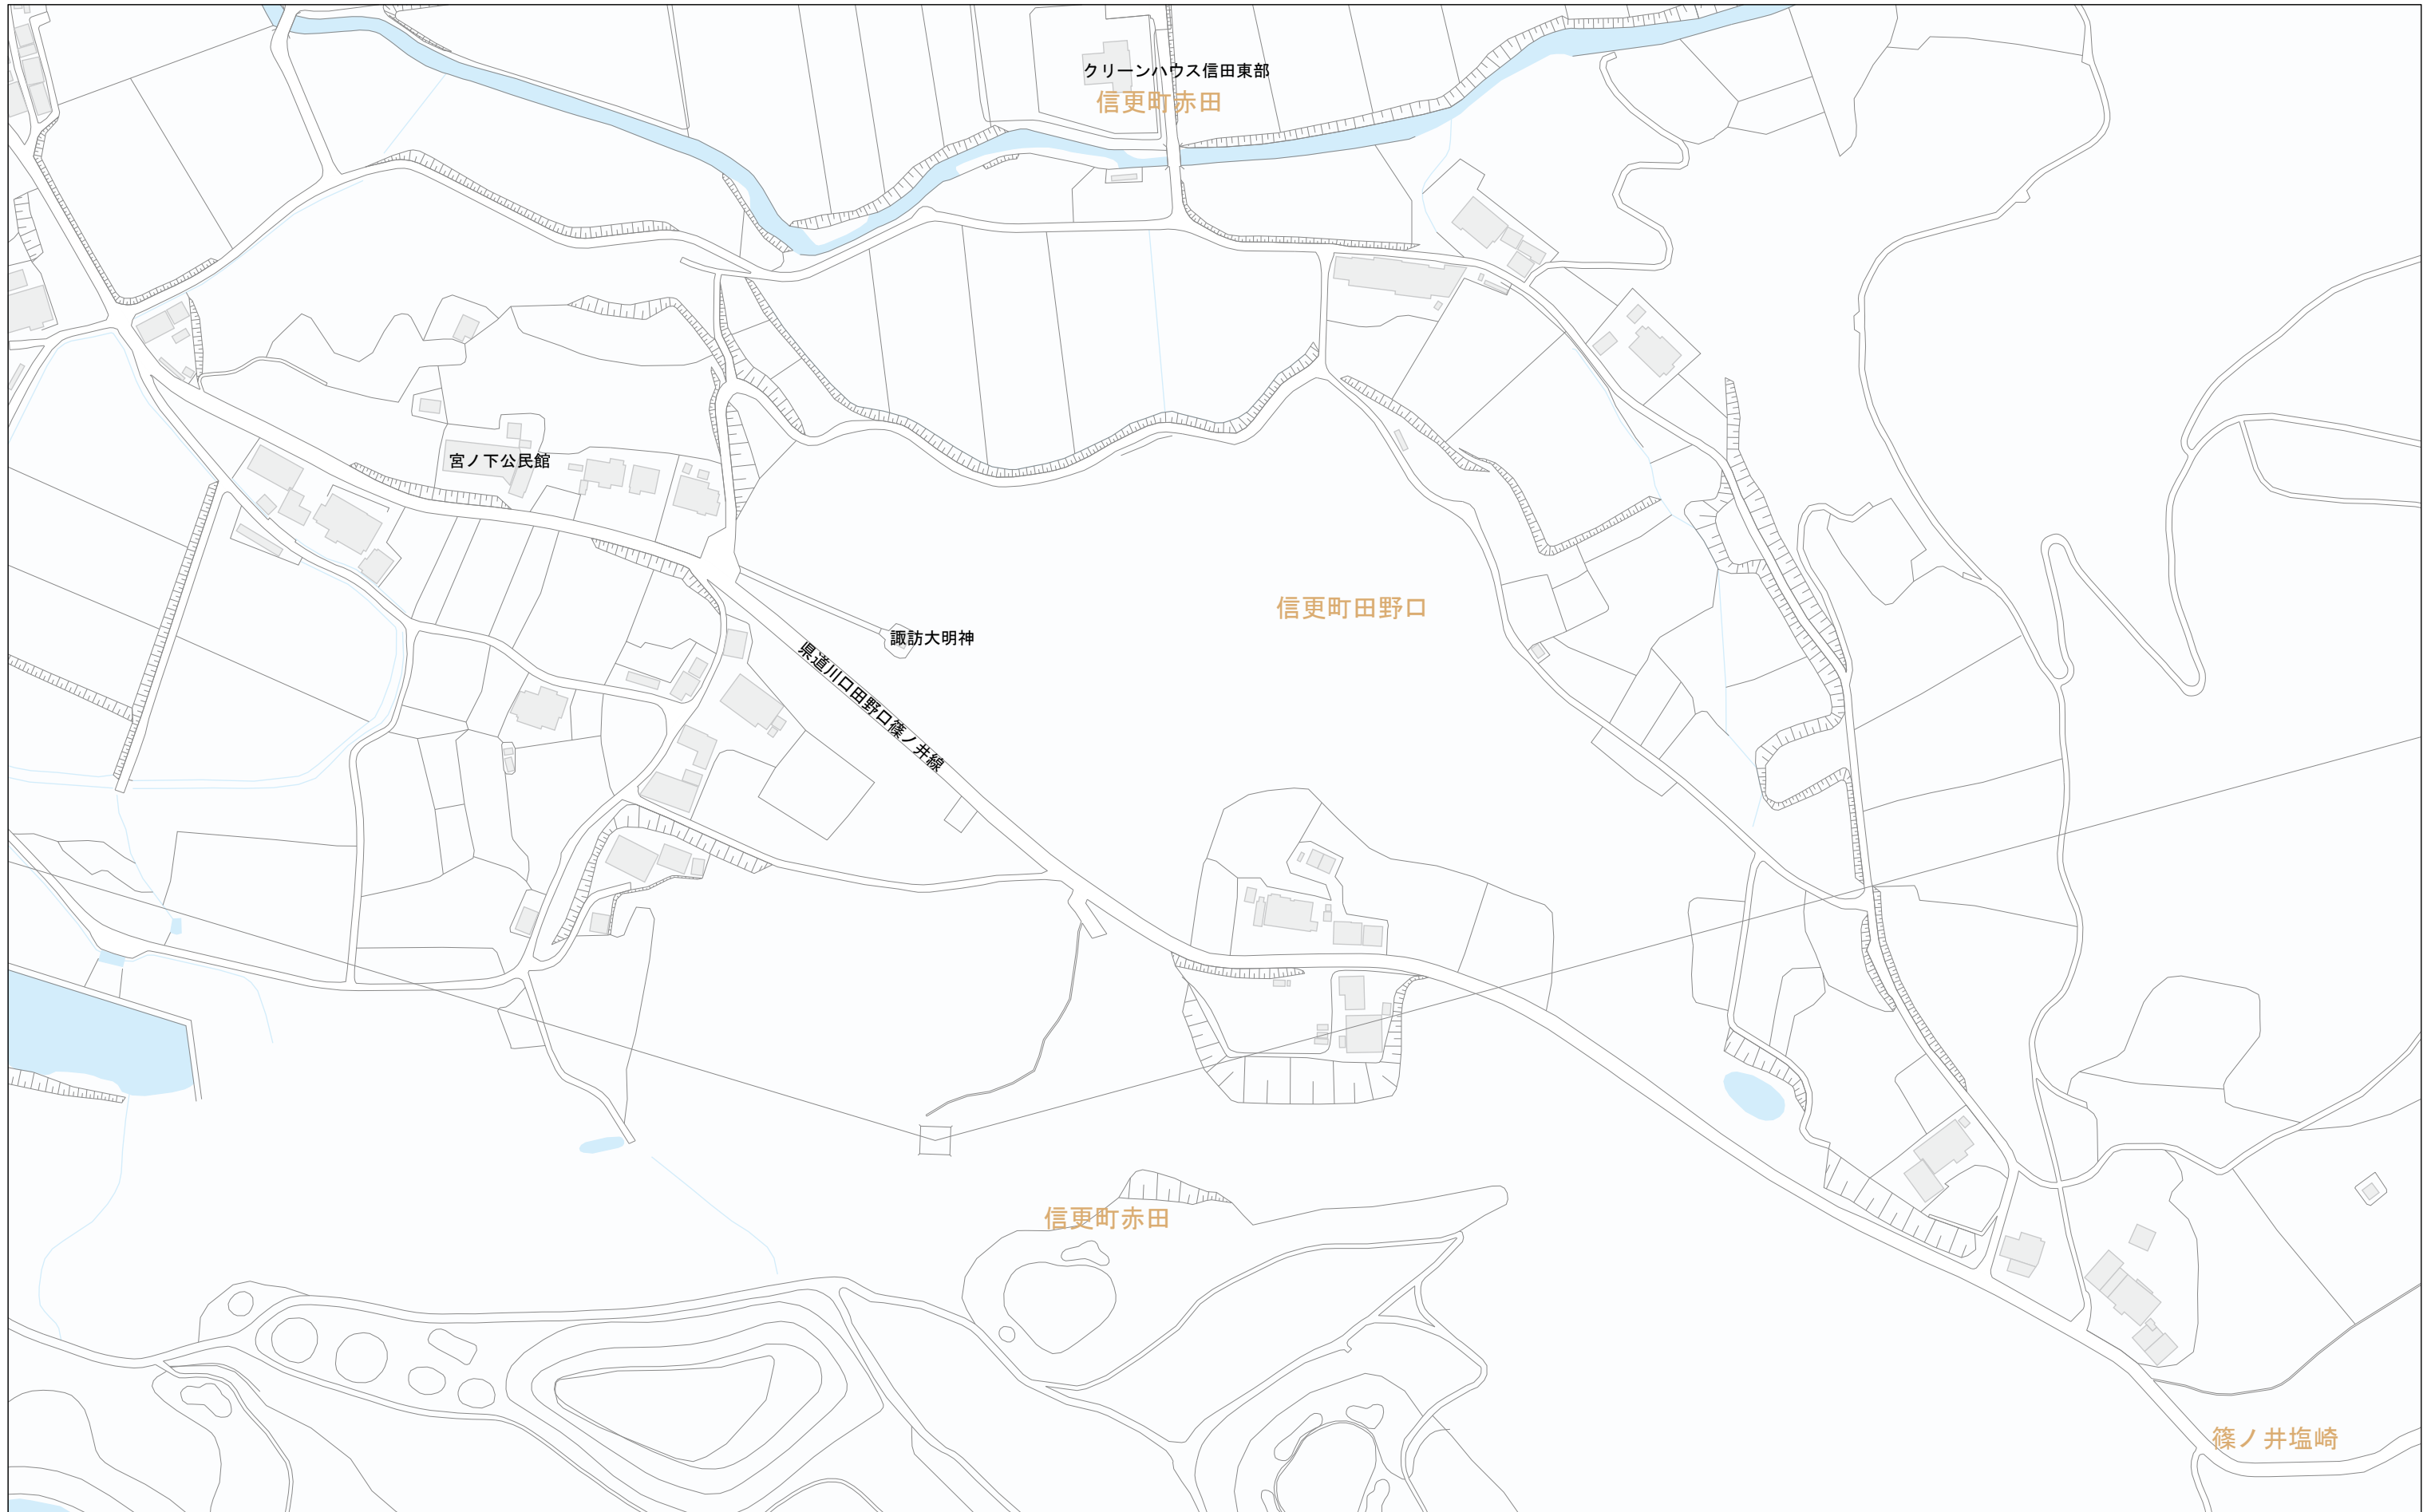 クリーンハウス信田東部
信更町赤田
宮ノ下公民館
信更町田野口
諏訪大明神
県道川口田野口篠ノ井線
信更町赤田
篠ノ井塩崎